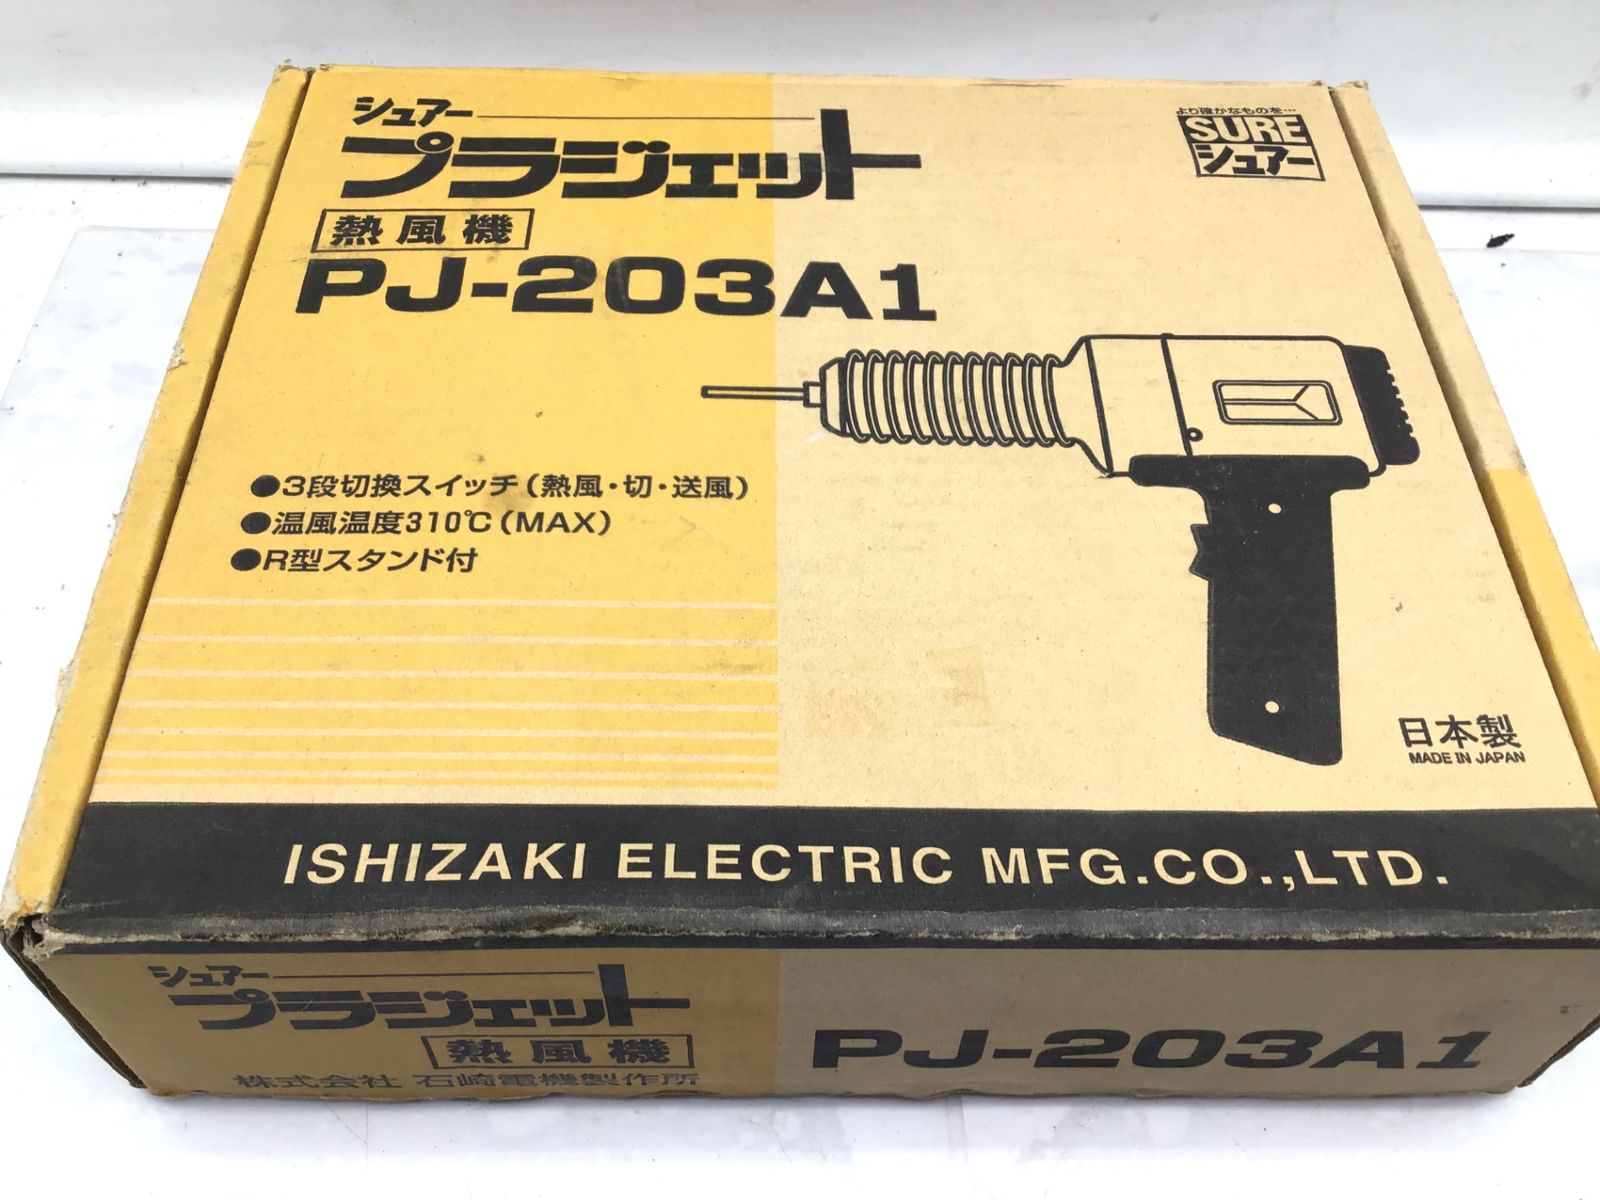 シュアー
プラジェット
熱風機
PJ-203A1
より確かなものを…
SURE
シュアー
●3段切換スイッチ(熱風・切・送風)
●温風温度310℃(MAX)
●R型スタンド付
日本製
MADE IN JAPAN
ISHIZAKI ELECTRIC MFG.CO.,LTD.
シュアー
プラジェット
熱風機
株式会社 石崎電機製作所
PJ-203A1